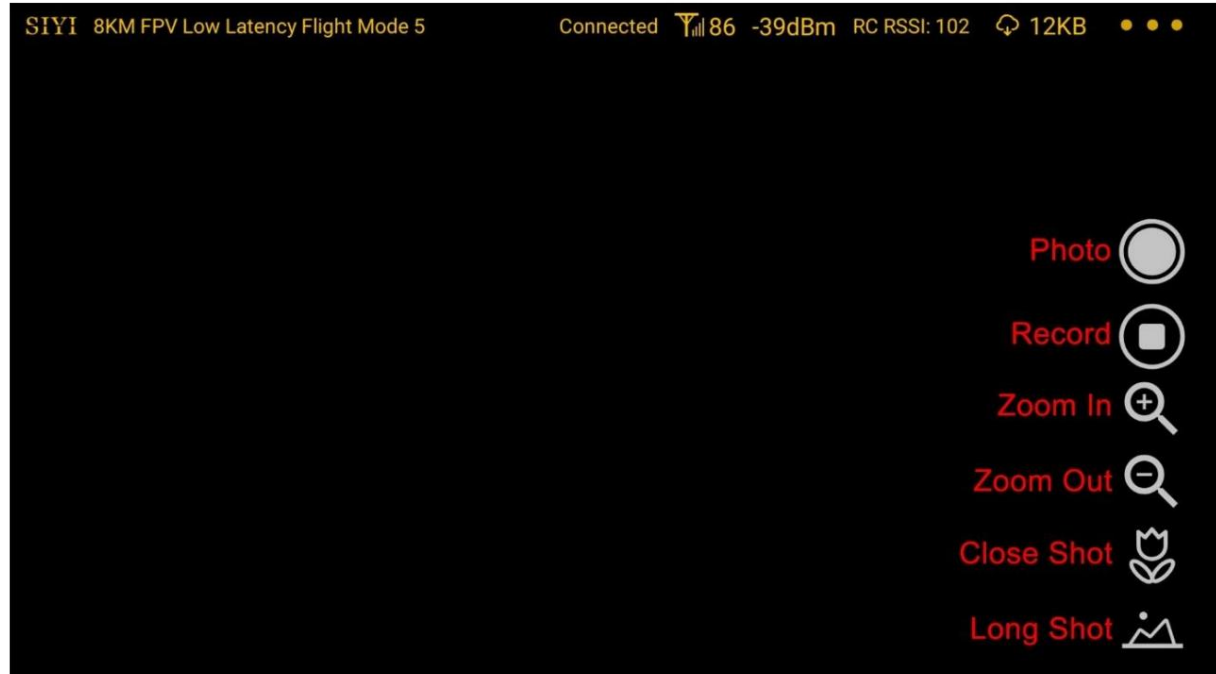 SIYI 8KM FPV Low Latency Flight Mode 5 Connected 86 -39dBm RC RSSI: 102 12KB
Photo
Record
Zoom In
Zoom Out
Close Shot
Long Shot